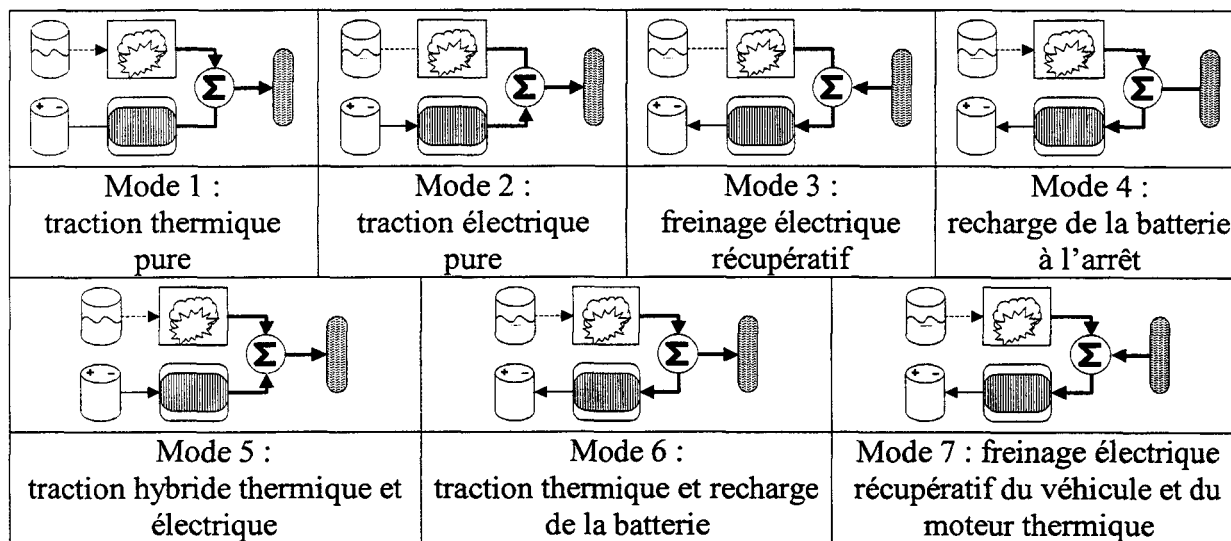 Σ
Σ
Σ
Σ
+ -
+ -
+ -
+ -
Mode 1 :
traction thermique
pure
Mode 2 :
traction électrique
pure
Mode 3 :
freinage électrique
récupératif
Mode 4 :
recharge de la batterie
à l’arrêt
Σ
Σ
Σ
+ -
+ -
+ -
Mode 5 :
traction hybride thermique et
électrique
Mode 6 :
traction thermique et recharge
de la batterie
Mode 7 : freinage électrique
récupératif du véhicule et du
moteur thermique